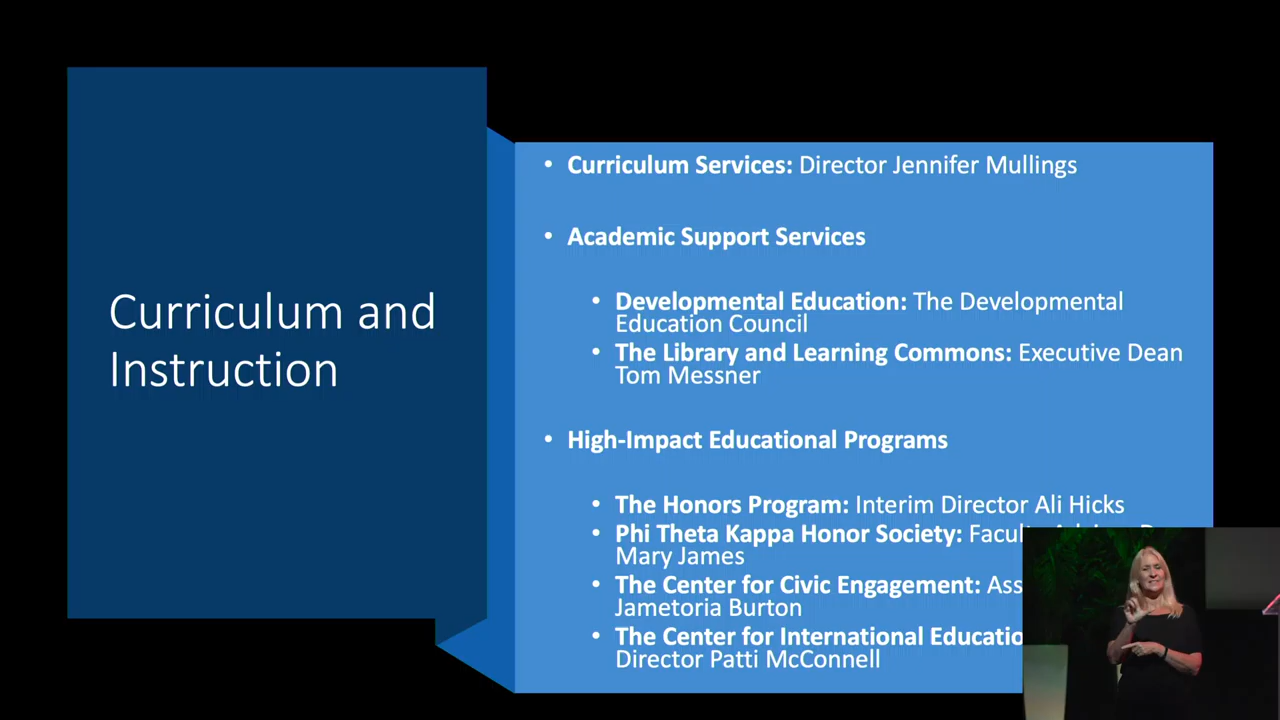 Curriculum and
Instruction
• Curriculum Services: Director Jennifer Mullings
• Academic Support Services
• Developmental Education: The Developmental
Education Council
• The Library and Learning Commons: Executive Dean
Tom Messner
• High-Impact Educational Programs
• The Honors Program: Interim Director Ali Hicks
• Phi Theta Kappa Honor Society:
Mary James
• The Center for Civic Engagement:
Jametoria Burton
• The Center for International
Director Patti McConnell